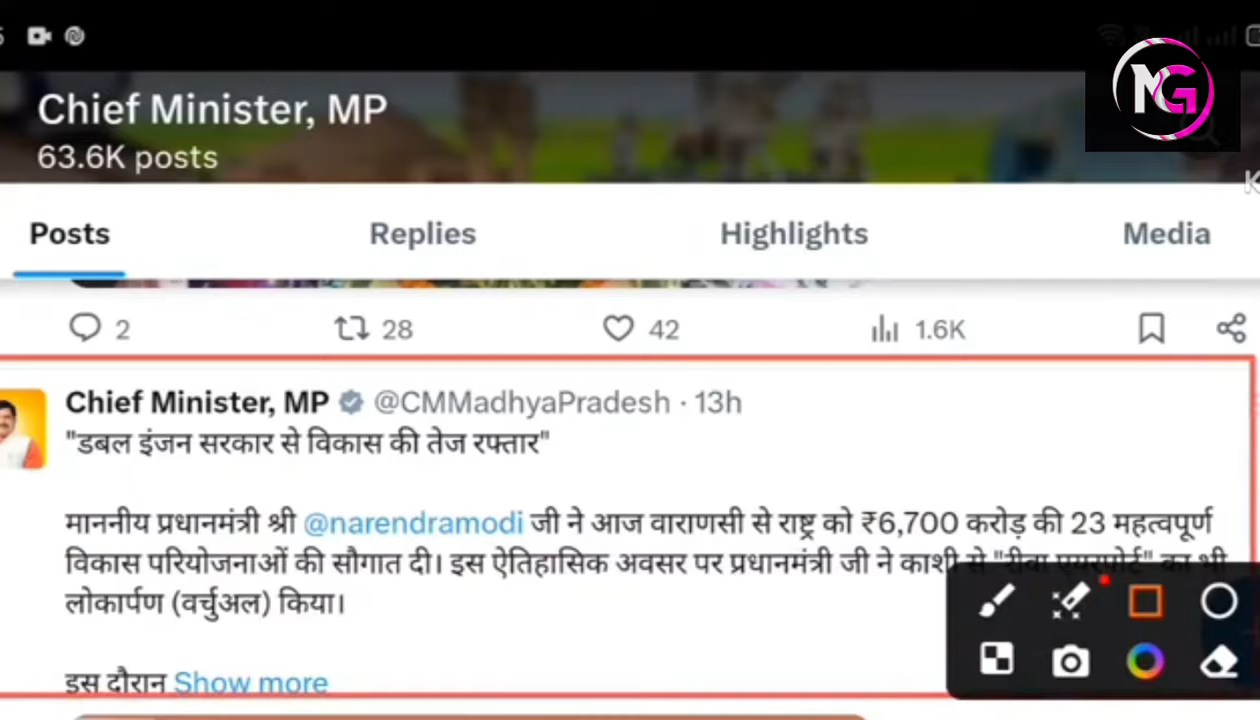 NG
Chief Minister, MP
63.6K posts
Posts Replies Highlights Media
2 28 42 1.6K
Chief Minister, MP @CMMadhyaPradesh · 13h
"डबल इंजन सरकार से विकास की तेज रफ्तार"
माननीय प्रधानमंत्री श्री @narendramodi जी ने आज वाराणसी से राष्ट्र को ₹6,700 करोड़ की 23 महत्वपूर्ण
विकास परियोजनाओं की सौगात दी। इस ऐतिहासिक अवसर पर प्रधानमंत्री जी ने काशी से "रीवा एयरपोर्ट" का भी
लोकार्पण (वर्चुअल) किया।
इस दौरान Show more